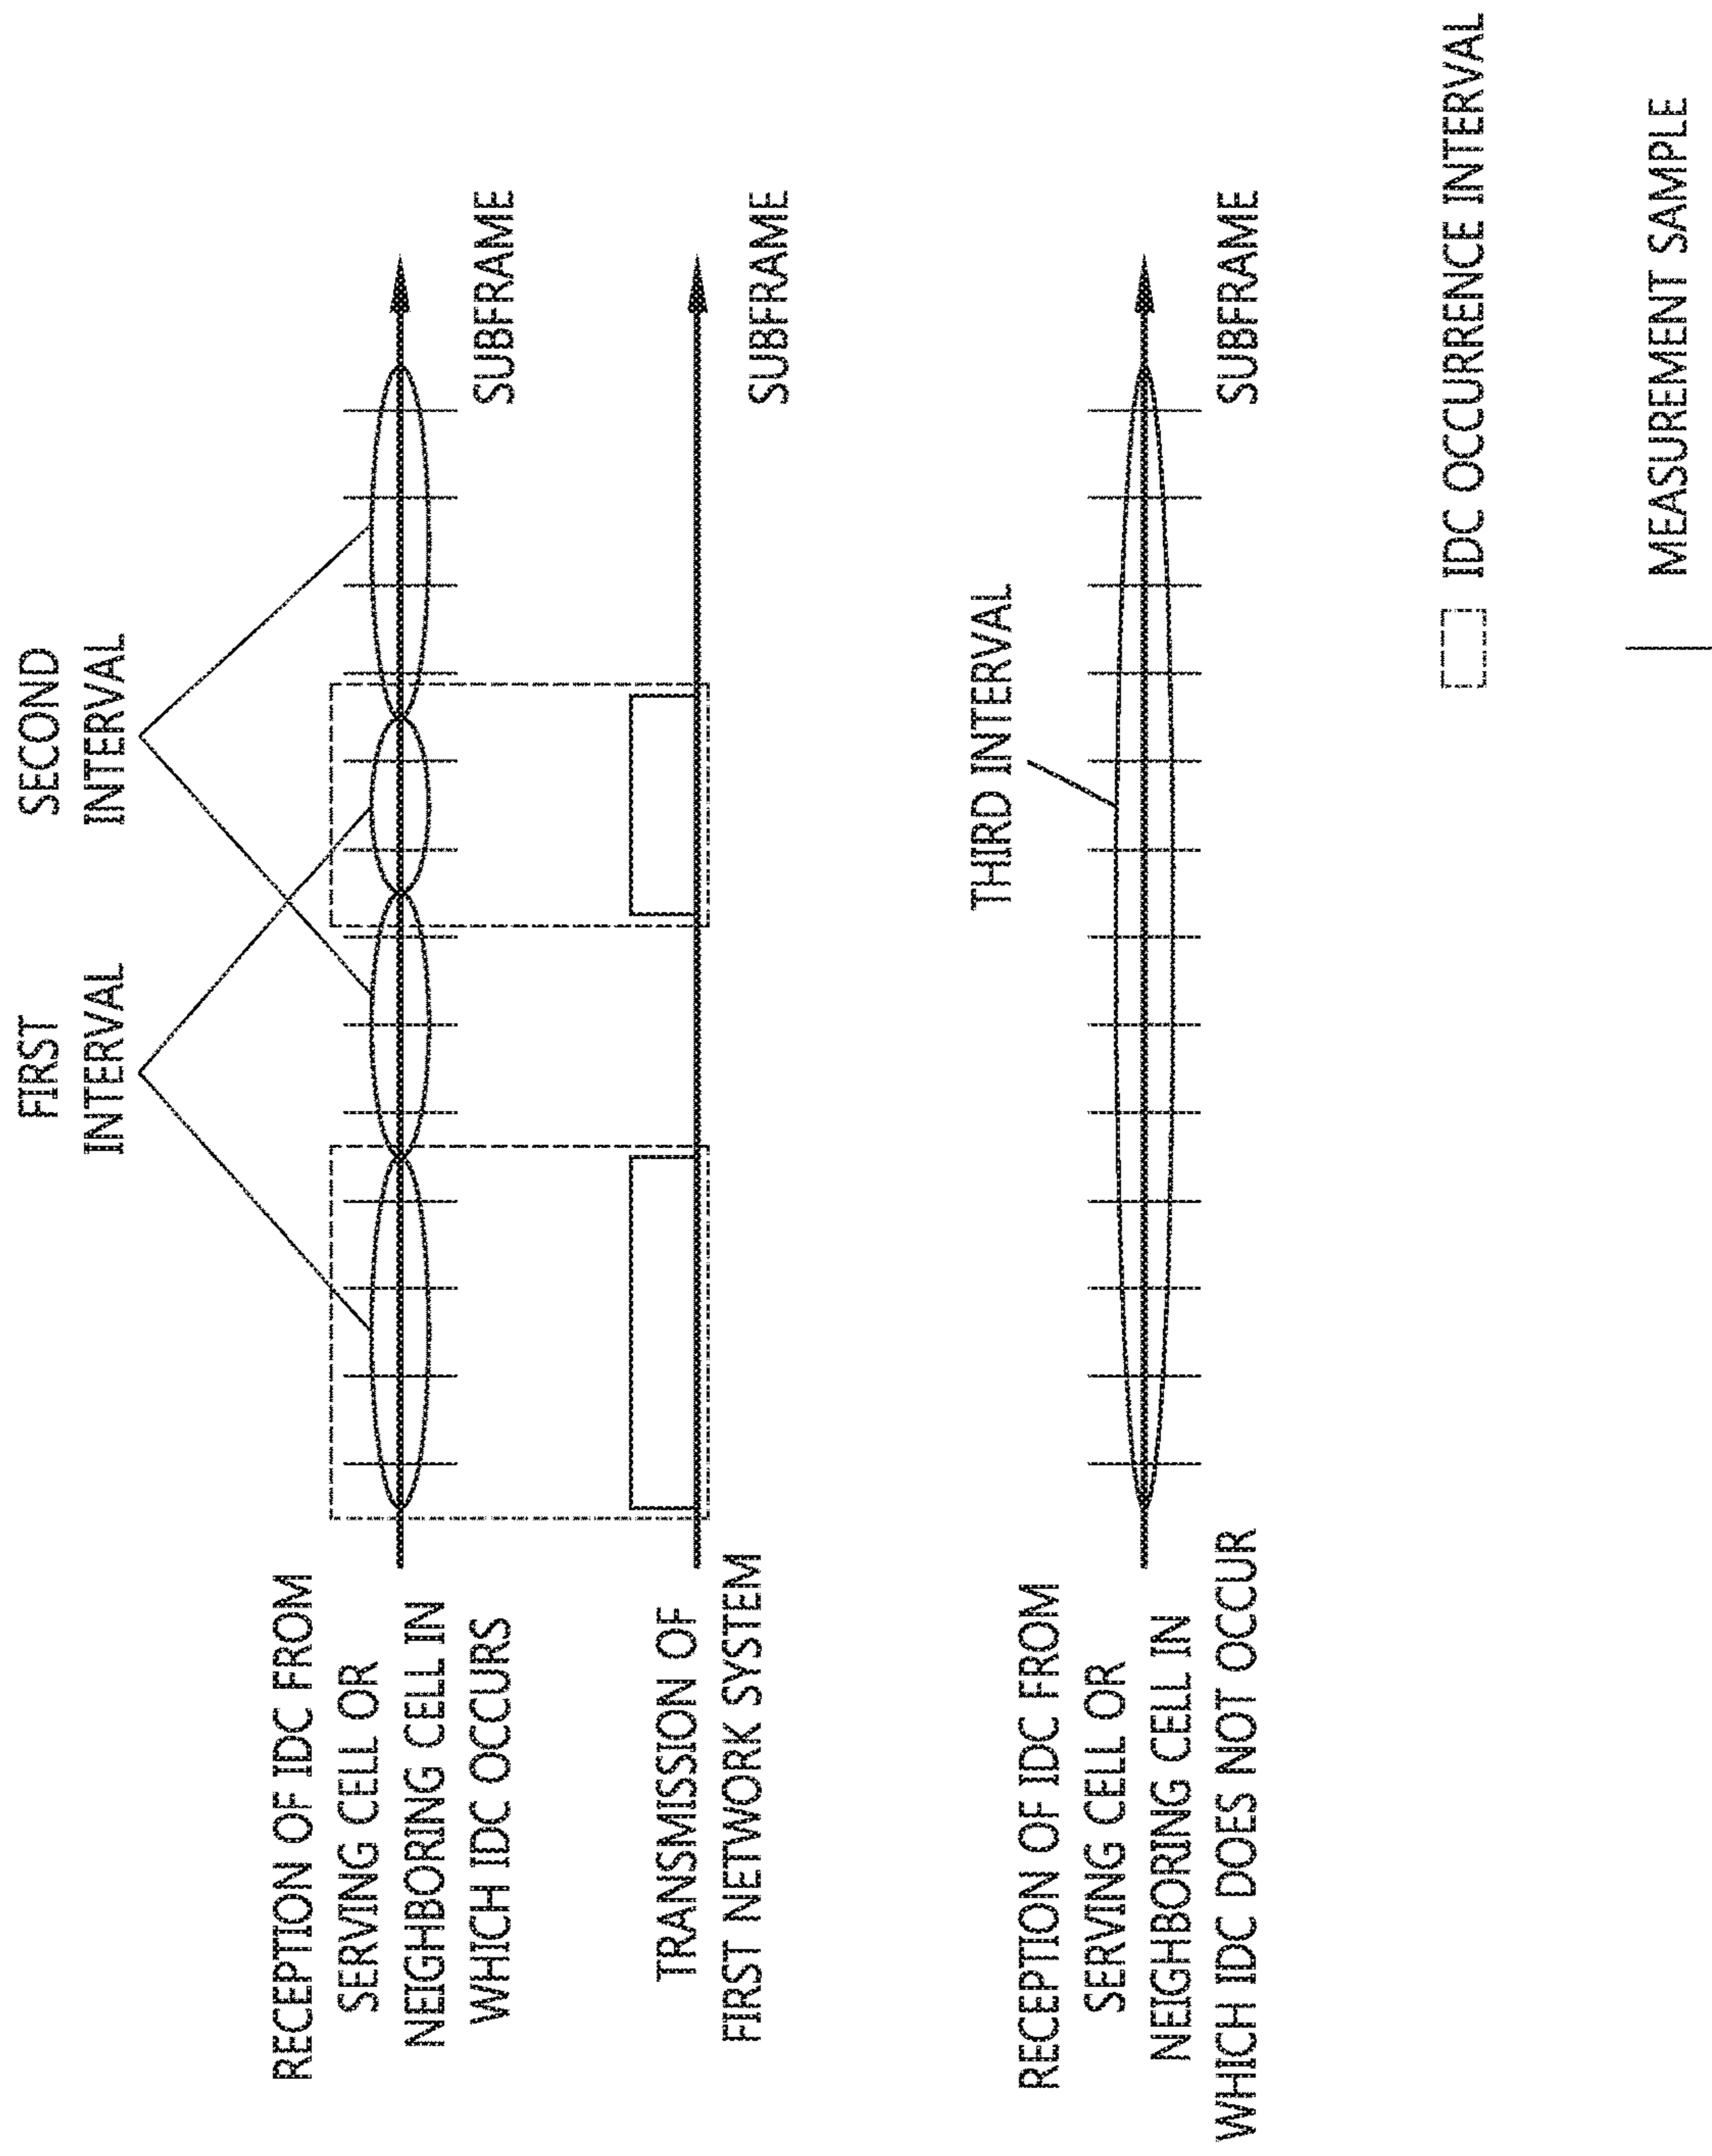 FIRST
INTERVAL
SECOND
INTERVAL
RECEPTION OF IDC FROM
SERVING CELL OR
NEIGHBORING CELL IN
WHICH IDC OCCURS
SUBFRAME
TRANSMISSION OF
FIRST NETWORK SYSTEM
SUBFRAME
THIRD INTERVAL
RECEPTION OF IDC FROM
SERVING CELL OR
NEIGHBORING CELL IN
WHICH IDC DOES NOT OCCUR
SUBFRAME
IDC OCCURRENCE INTERVAL
MEASUREMENT SAMPLE